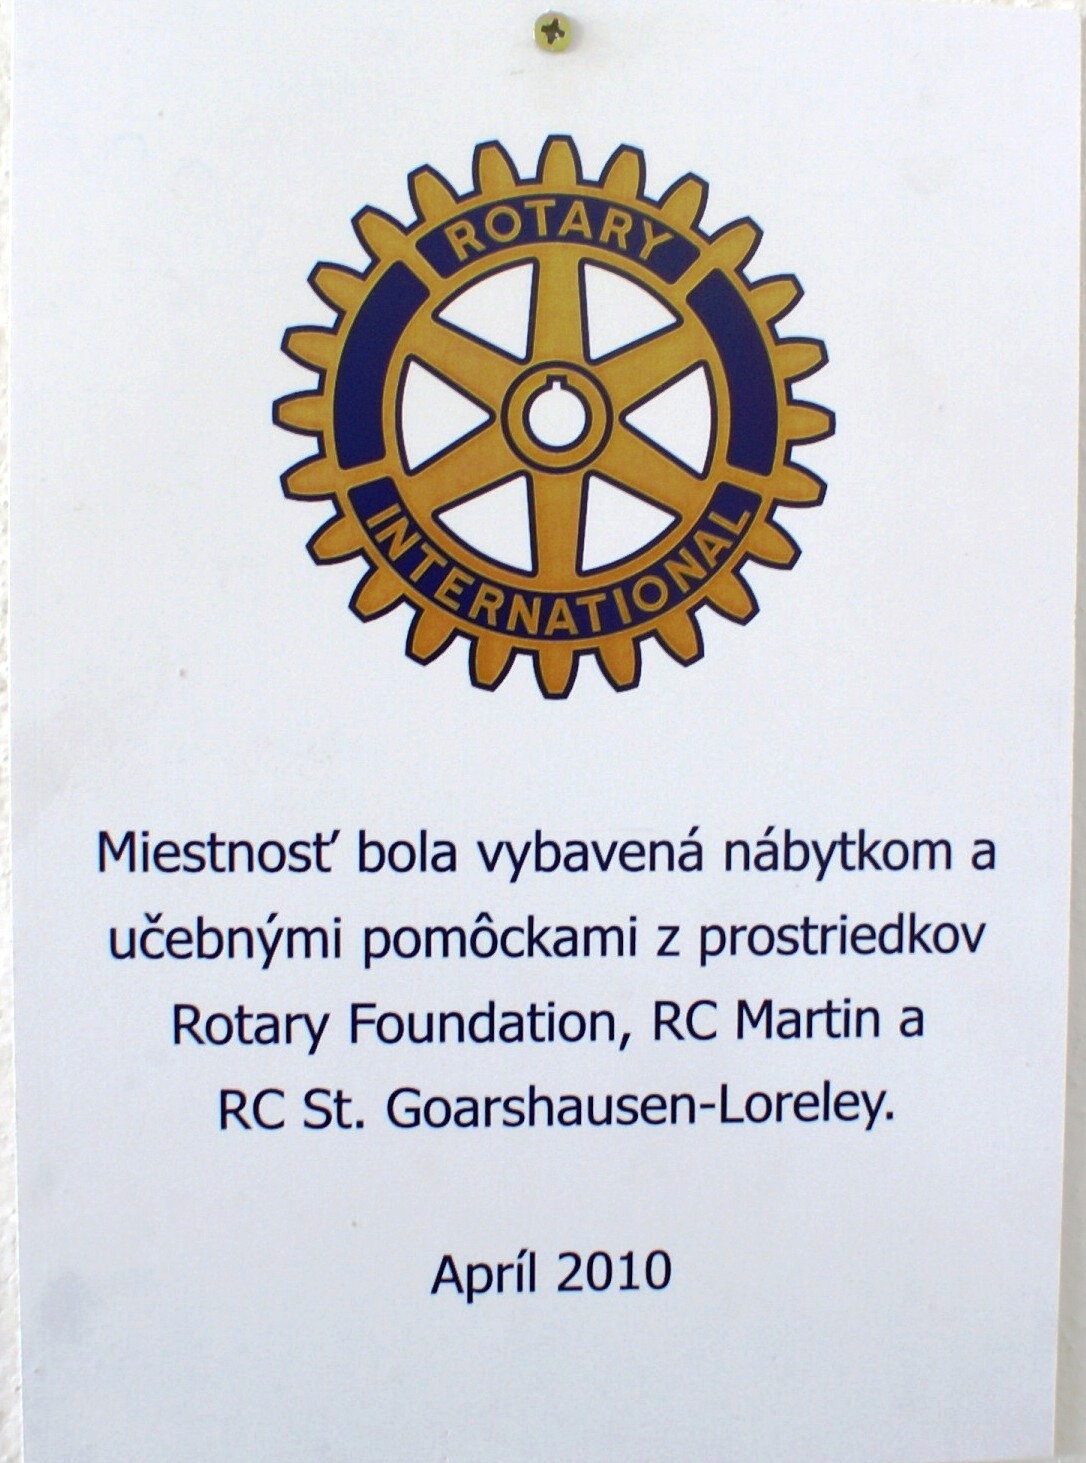 ROTARY
INTERNATIONAL
Miestnosť bola vybavená nábytkom a
učebnými pomôckami z prostriedkov
Rotary Foundation, RC Martin a
RC St. Goarshausen-Loreley.
Apríl 2010